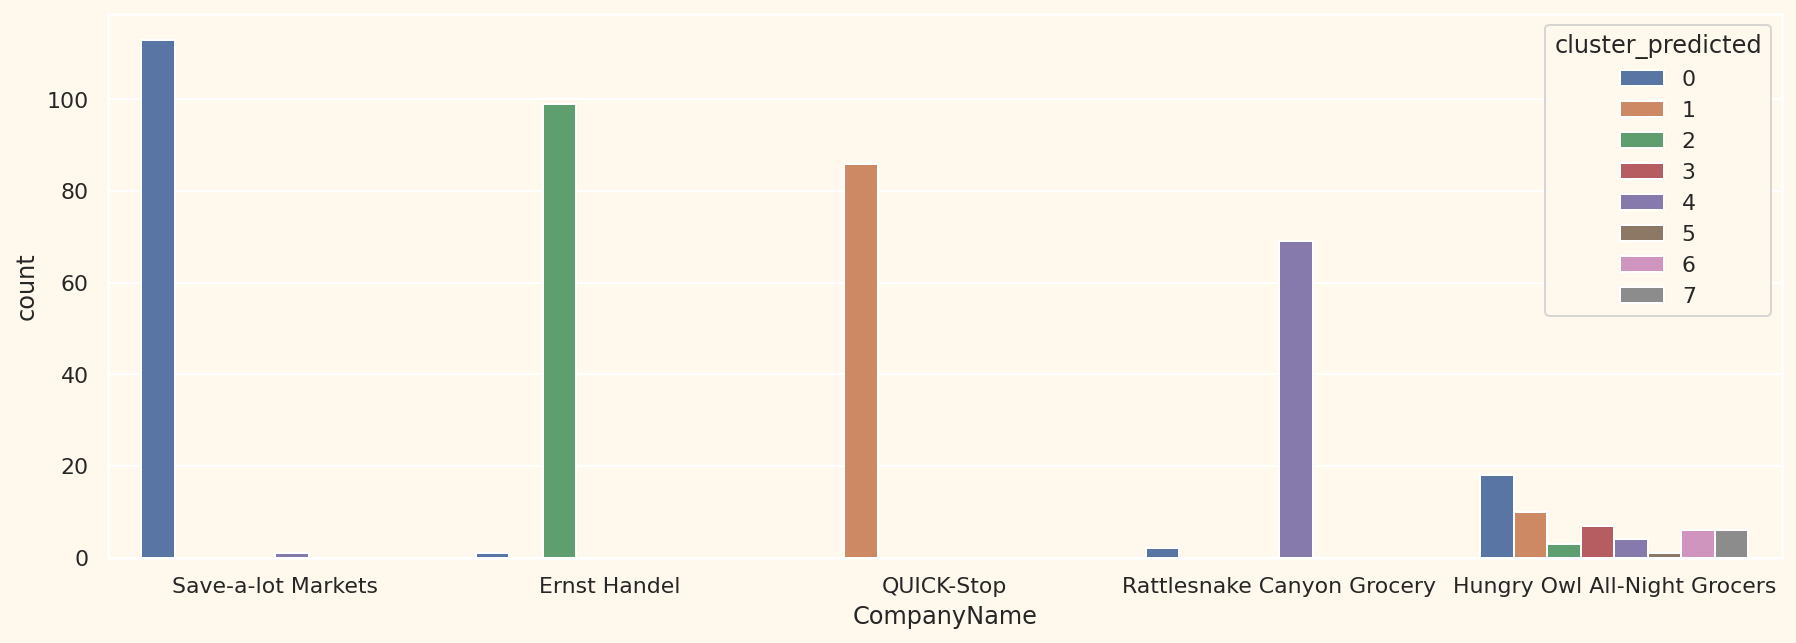 cluster_predicted
0
1
2
3
4
5
6
7
count
100
80
60
40
20
0
Save-a-lot Markets
Ernst Handel
QUICK-Stop
Rattlesnake Canyon Grocery
Hungry Owl All-Night Grocers
CompanyName